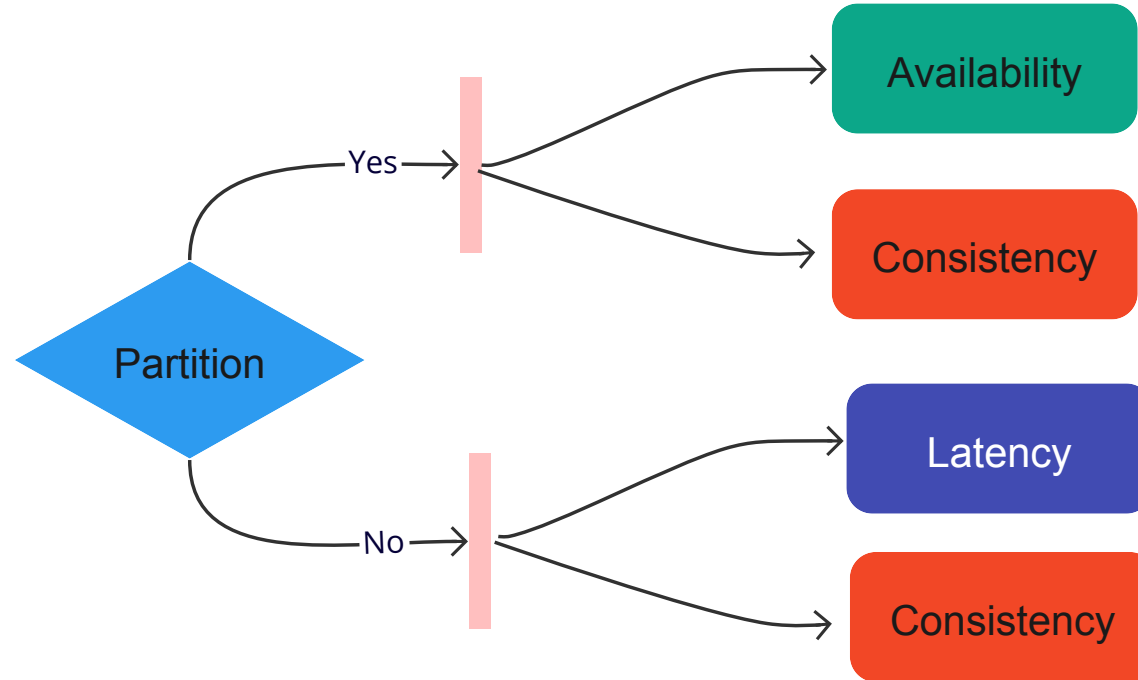 Availability
Yes
Consistency
Partition
Latency
No
Consistency